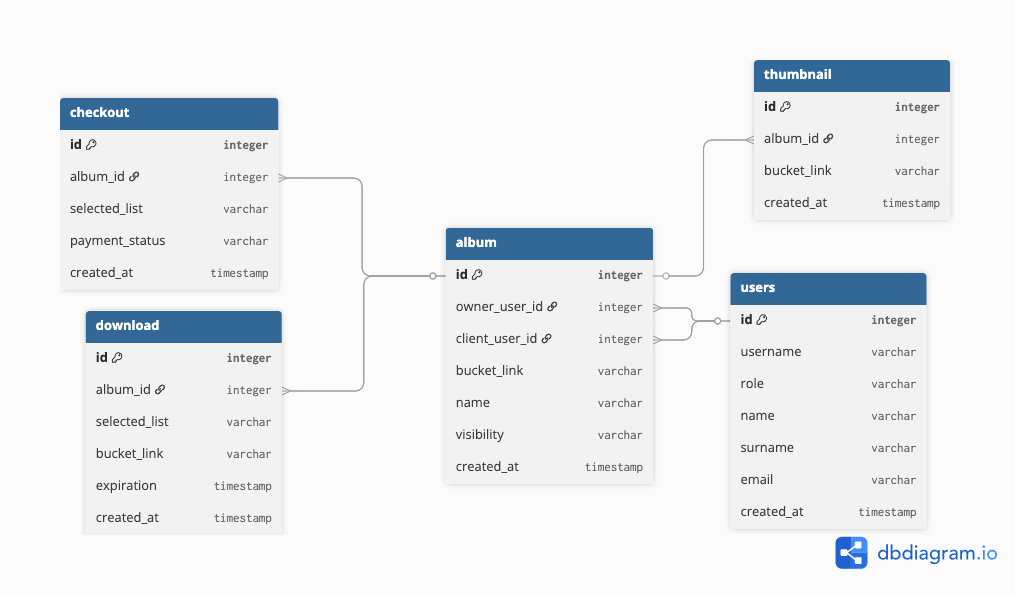 checkout
id integer
album_id integer
selected_list varchar
payment_status varchar
created_at timestamp
download
id integer
album_id integer
selected_list varchar
bucket_link varchar
expiration timestamp
created_at timestamp
album
id integer
owner_user_id integer
client_user_id integer
bucket_link varchar
name varchar
visibility varchar
created_at timestamp
thumbnail
id integer
album_id integer
bucket_link varchar
created_at timestamp
users
id integer
username varchar
role varchar
name varchar
surname varchar
email varchar
created_at timestamp
dbdiagram.io